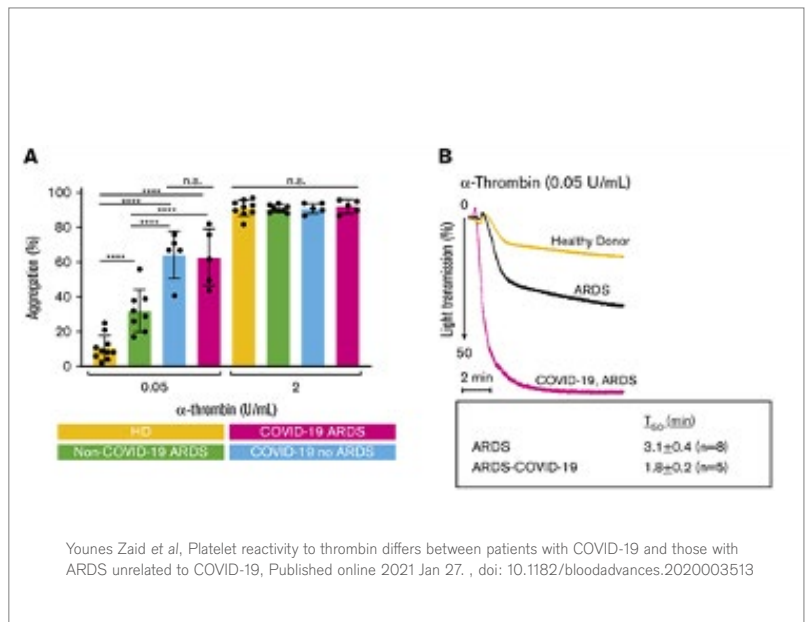 A
n.s.
****
****
****
****
****
n.s.
100
80
60
40
20
0
Aggregation (%)
0.05
2
α-thrombin (U/mL)
HD
COVID-19 ARDS
Non-COVID-19 ARDS
COVID-19 no ARDS
B
α-Thrombin (0.05 U/mL)
0
Light transmission (%)
50
2 min
Healthy Donor
ARDS
COVID-19, ARDS
(min)
ARDS 3.1±0.4 (n=8)
ARDS-COVID-19 1.8±0.2 (n=5)
Younes Zaid et al, Platelet reactivity to thrombin differs between patients with COVID-19 and those with
ARDS unrelated to COVID-19, Published online 2021 Jan 27. , doi: 10.1182/bloodadvances.2020003513